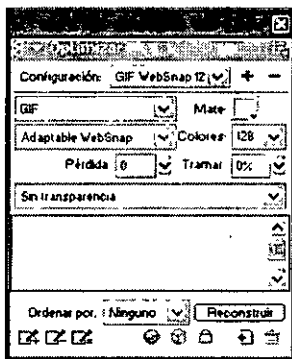 Optimizar
Configuración: GIF WebSnap 12
GIF Mate:
Adaptable WebSnap Colores: 128
Pérdida: 0 Tramar: 0%
Sin transparencia
Ordenar por: Ninguno Reconstruir